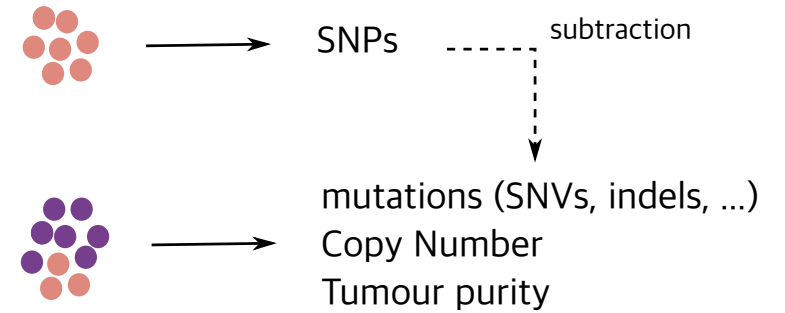 SNPs
subtraction
mutations (SNVs, indels, ...)
Copy Number
Tumour purity